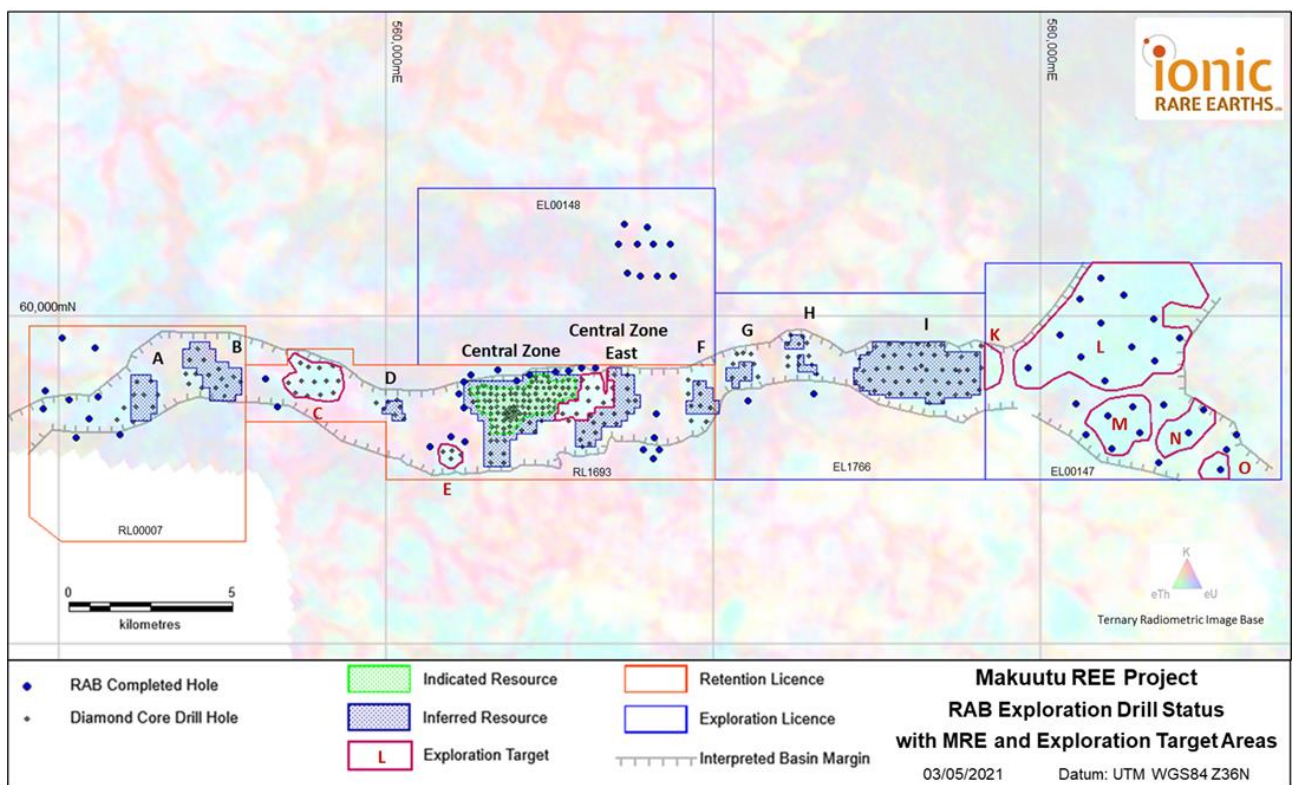 560,000mE
580,000mE
ionic
RARE EARTHS
EL00148
60,000mN
A
B
C
D
E
Central Zone
Central Zone
East
F
G
H
I
K
L
M
N
O
RL1693
EL1766
EL00147
RL00007
0
5
kilometres
K
eTh
eU
Ternary Radiometric Image Base
RAB Completed Hole
Diamond Core Drill Hole
Indicated Resource
Inferred Resource
L
Exploration Target
Retention Licence
Exploration Licence
Interpreted Basin Margin
Makuutu REE Project
RAB Exploration Drill Status
with MRE and Exploration Target Areas
03/05/2021 Datum: UTM WGS84 Z36N